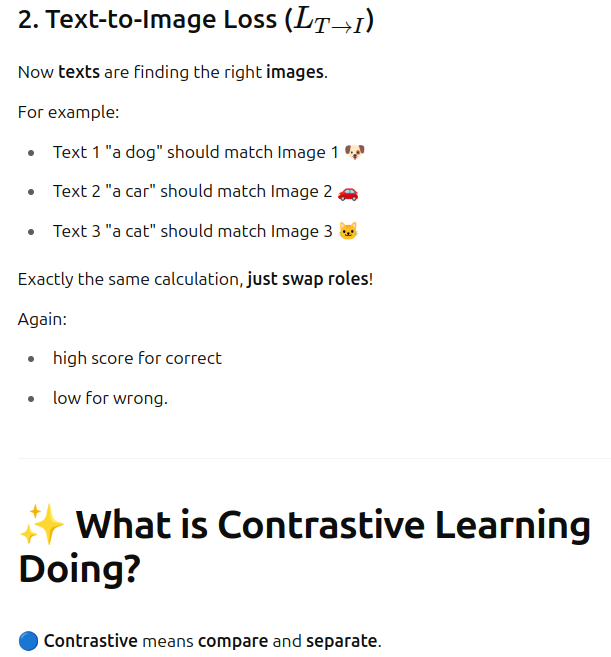 2. Text-to-Image Loss (L_{T→I})
Now texts are finding the right images.
For example:
• Text 1 "a dog" should match Image 1 🐶
• Text 2 "a car" should match Image 2 🚗
• Text 3 "a cat" should match Image 3 🐱
Exactly the same calculation, just swap roles!
Again:
• high score for correct
• low for wrong.
✨ What is Contrastive Learning
Doing?
🔵 Contrastive means compare and separate.